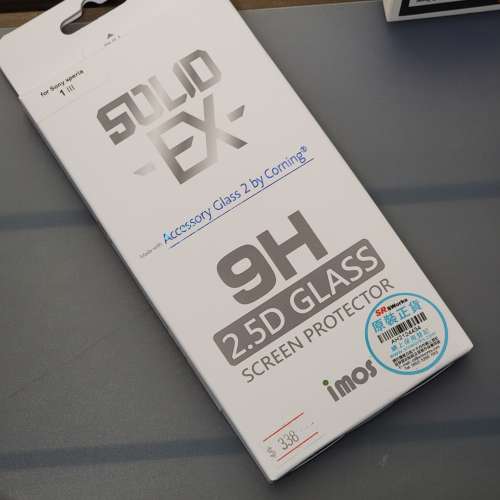 for Sony xperia
1 III
SOLID
-EX-
Made with Accessory Glass 2 by Corning®
9H
2.5D GLASS
SCREEN PROTECTOR
imos
SR SWorks
原裝正貨
$ 338